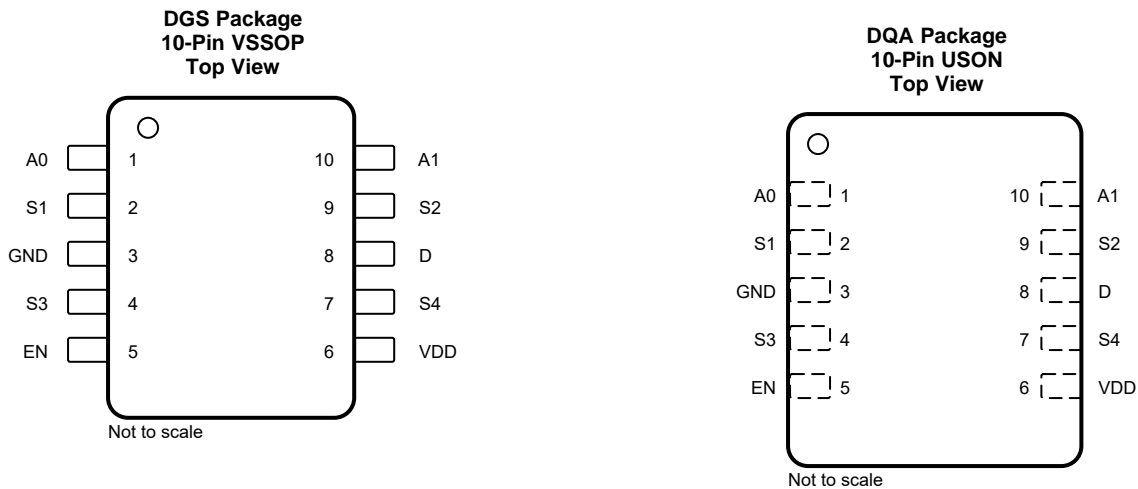 DGS Package
10-Pin VSSOP
Top View
A0 1 10 A1
S1 2 9 S2
GND 3 8 D
S3 4 7 S4
EN 5 6 VDD
Not to scale
DQA Package
10-Pin USON
Top View
A0 1 10 A1
S1 2 9 S2
GND 3 8 D
S3 4 7 S4
EN 5 6 VDD
Not to scale